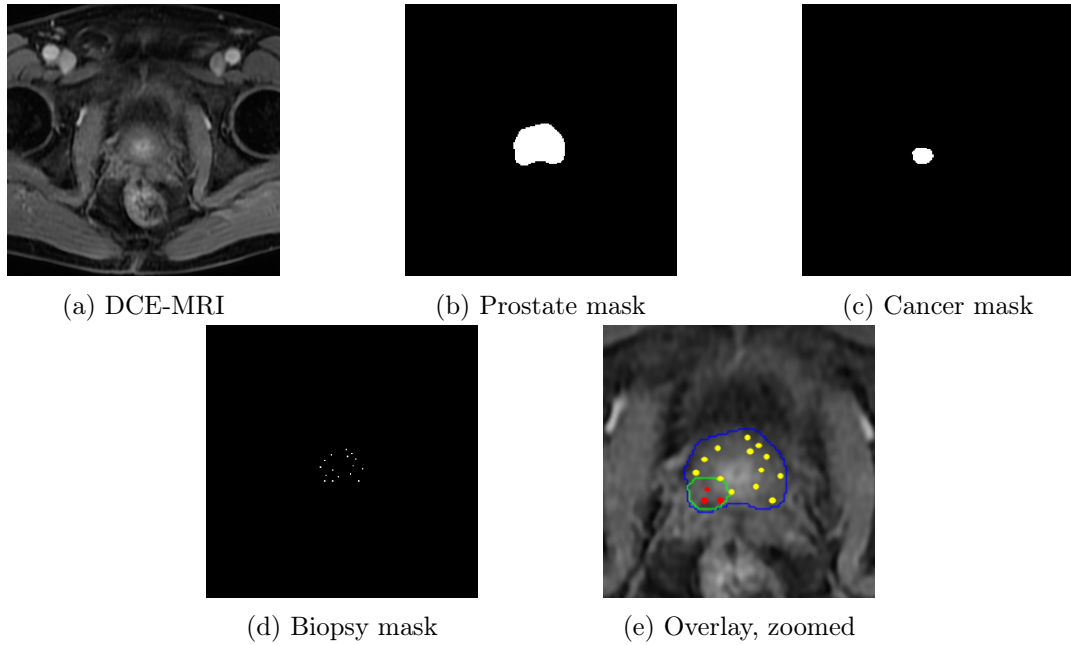 (a) DCE-MRI
(b) Prostate mask
(c) Cancer mask
(d) Biopsy mask
(e) Overlay, zoomed